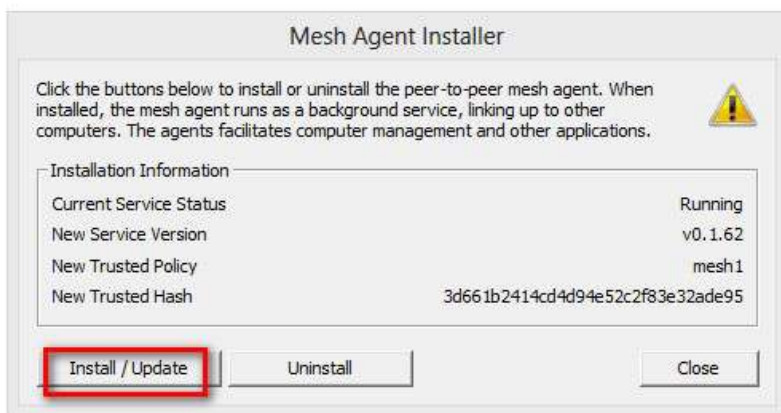 Mesh Agent Installer
Click the buttons below to install or uninstall the peer-to-peer mesh agent. When
installed, the mesh agent runs as a background service, linking up to other
computers. The agents facilitates computer management and other applications.
Installation Information
Current Service Status Running
New Service Version v0.1.62
New Trusted Policy mesh1
New Trusted Hash 3d661b2414cd4d94e52c2f83e32ade95
Install / Update Uninstall Close